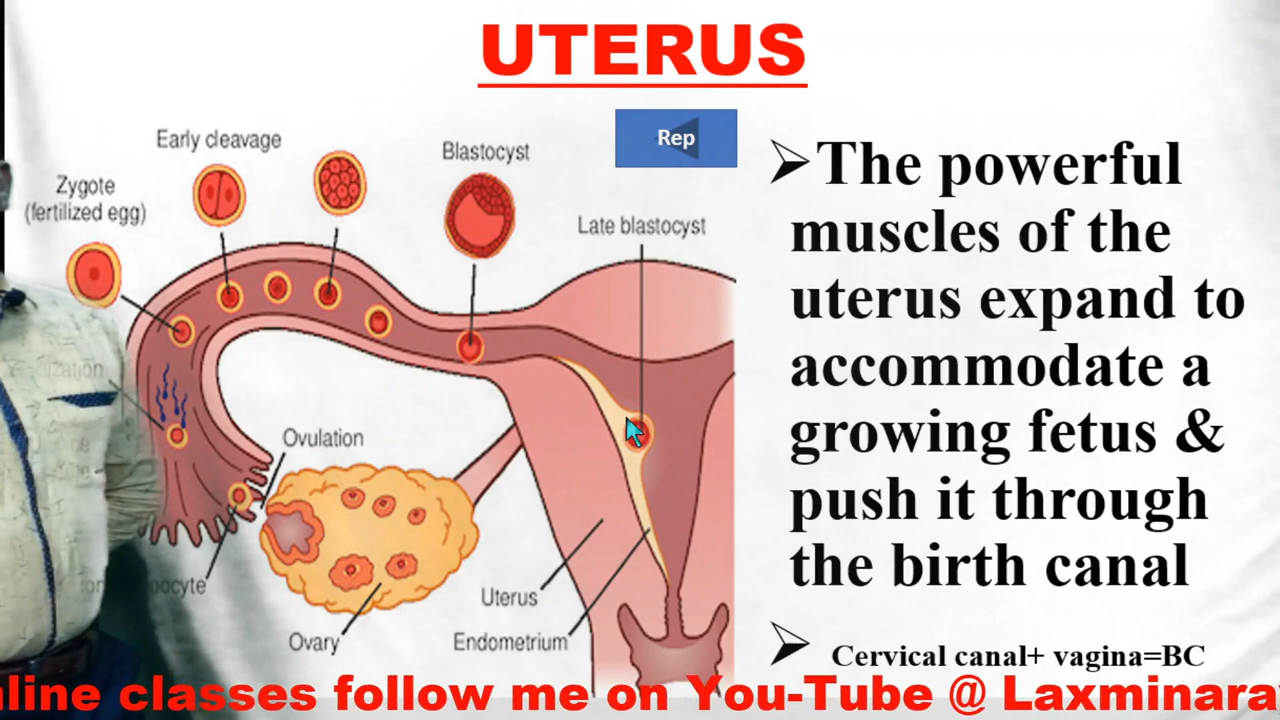 UTERUS
Rep
Early cleavage
Blastocyst
Zygote
(fertilized egg)
Late blastocyst
Ovulation
Ovary
Uterus
Endometrium
➢The powerful
muscles of the
uterus expand to
accommodate a
growing fetus &
push it through
the birth canal
➢ Cervical canal+ vagina=BC
classes follow me on You-Tube @